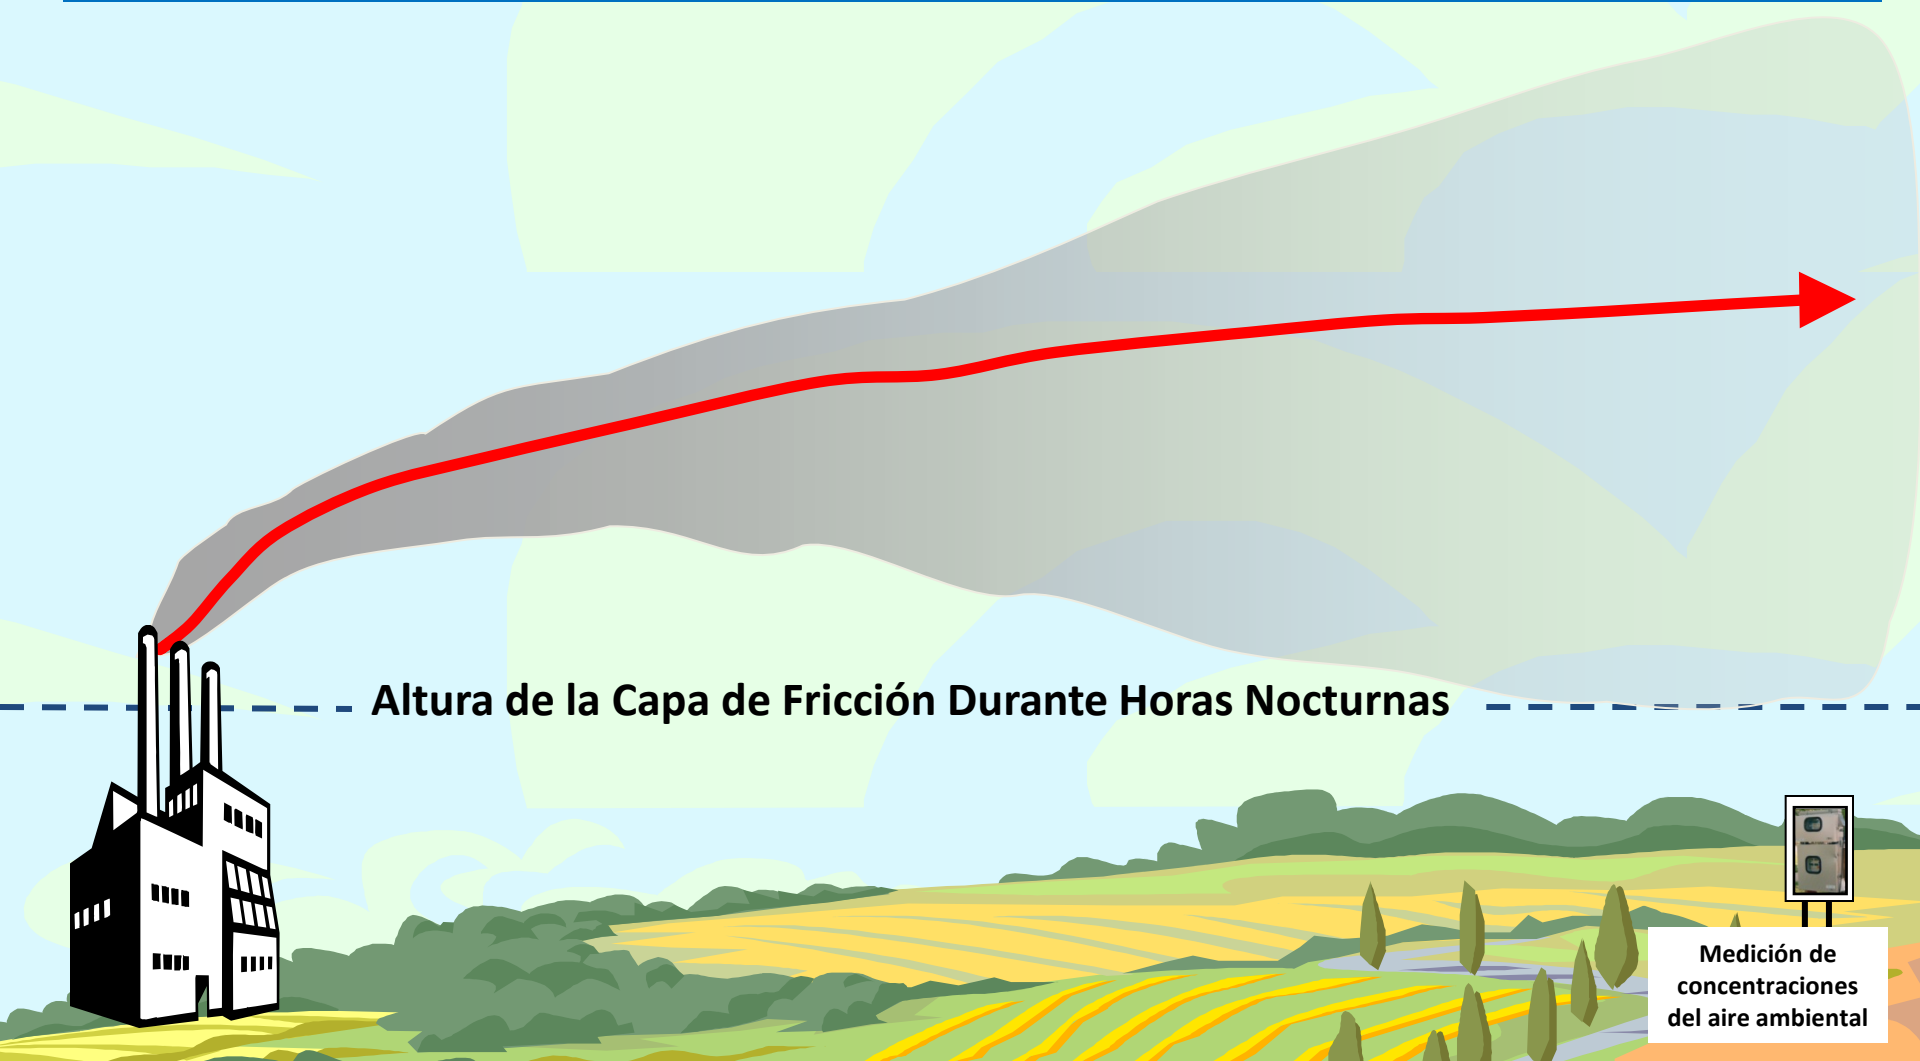 Altura de la Capa de Fricción Durante Horas Nocturnas
Medición de
concentraciones
del aire ambiental